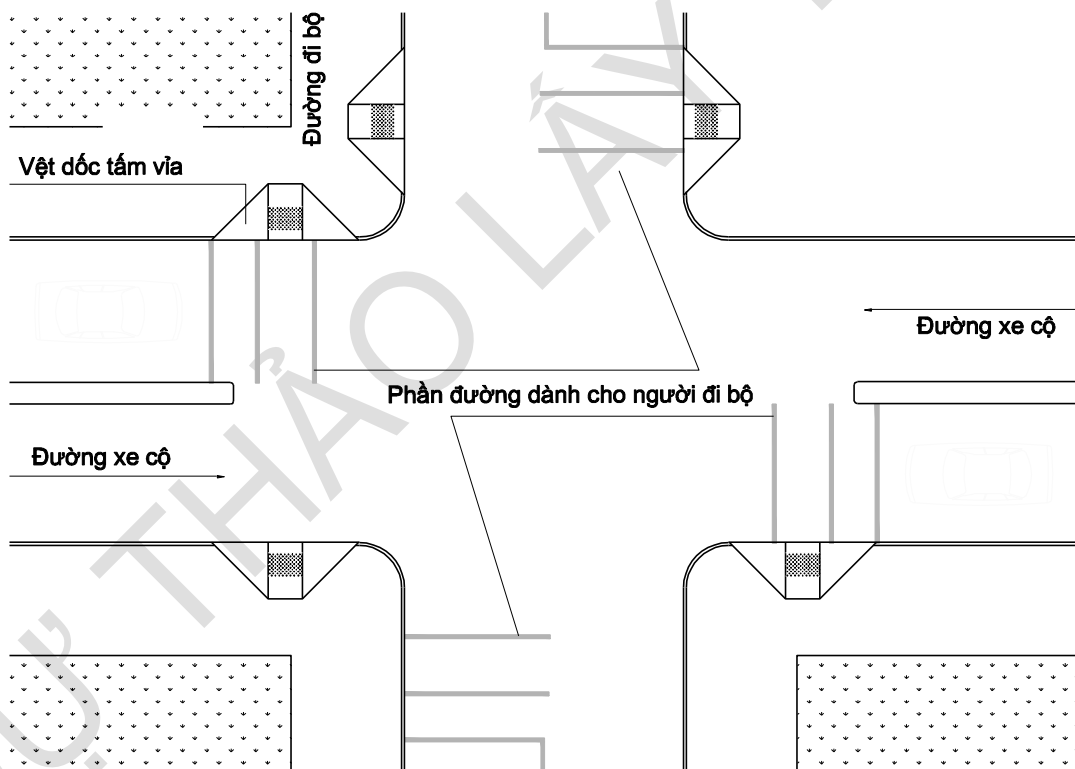 Đường đi bộ
Vệt dốc tấm vỉa
Đường xe cộ
Phần đường dành cho người đi bộ
Đường xe cộ
Ự THẢO LẤY